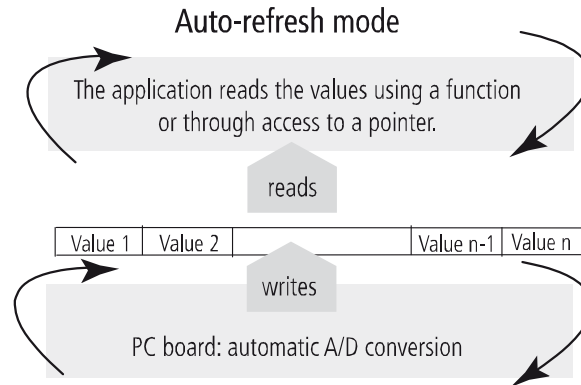 Auto-refresh mode
The application reads the values using a function
or through access to a pointer.
reads
Value 1 Value 2 Value n-1 Value n
writes
PC board: automatic A/D conversion